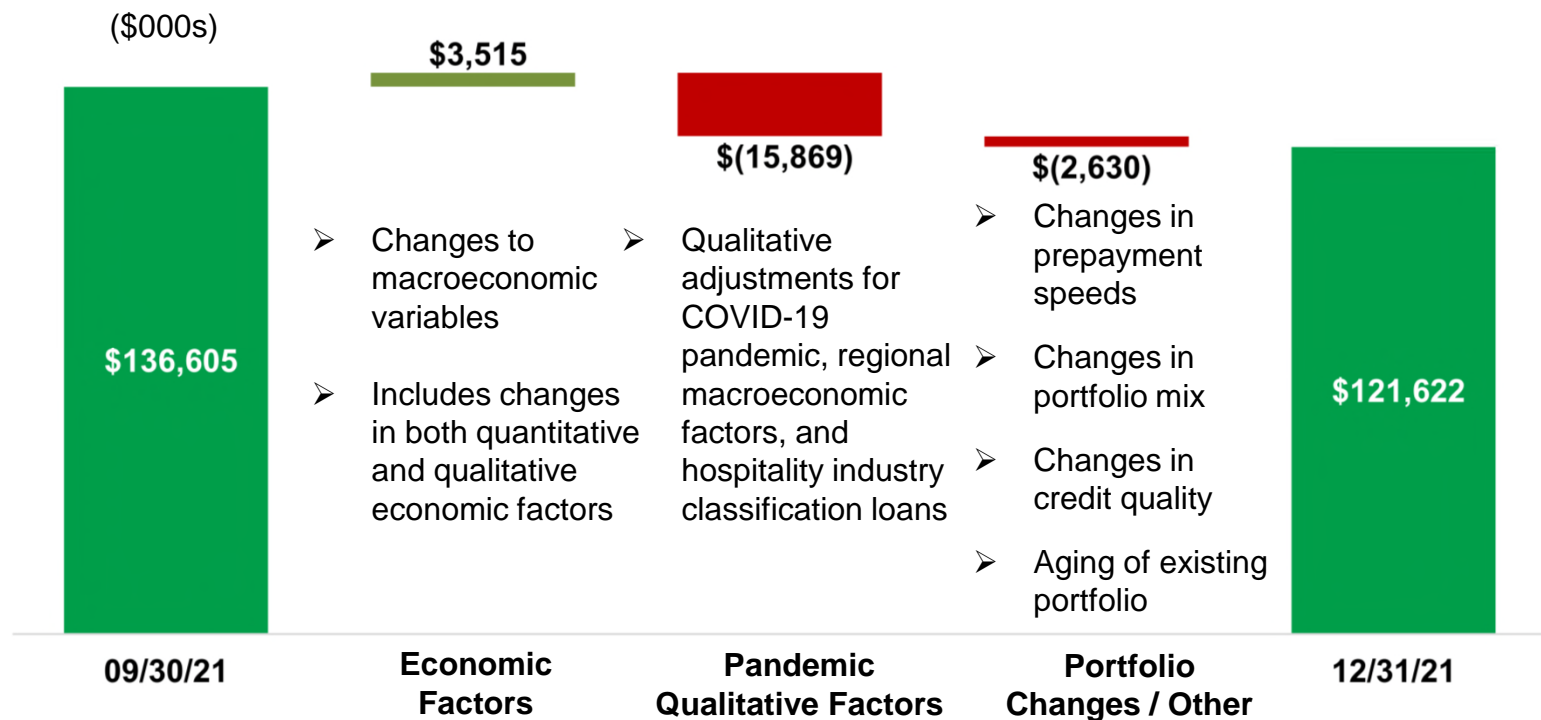 ($000s)
$136,605
09/30/21
$3,515
➢ Changes to
macroeconomic
variables
➢ Includes changes
in both quantitative
and qualitative
economic factors
Economic
Factors
$(15,869)
➢ Qualitative
adjustments for
COVID-19
pandemic, regional
macroeconomic
factors, and
hospitality industry
classification loans
Pandemic
Qualitative Factors
$(2,630)
➢ Changes in
prepayment
speeds
➢ Changes in
portfolio mix
➢ Changes in
credit quality
➢ Aging of existing
portfolio
Portfolio
Changes / Other
$121,622
12/31/21